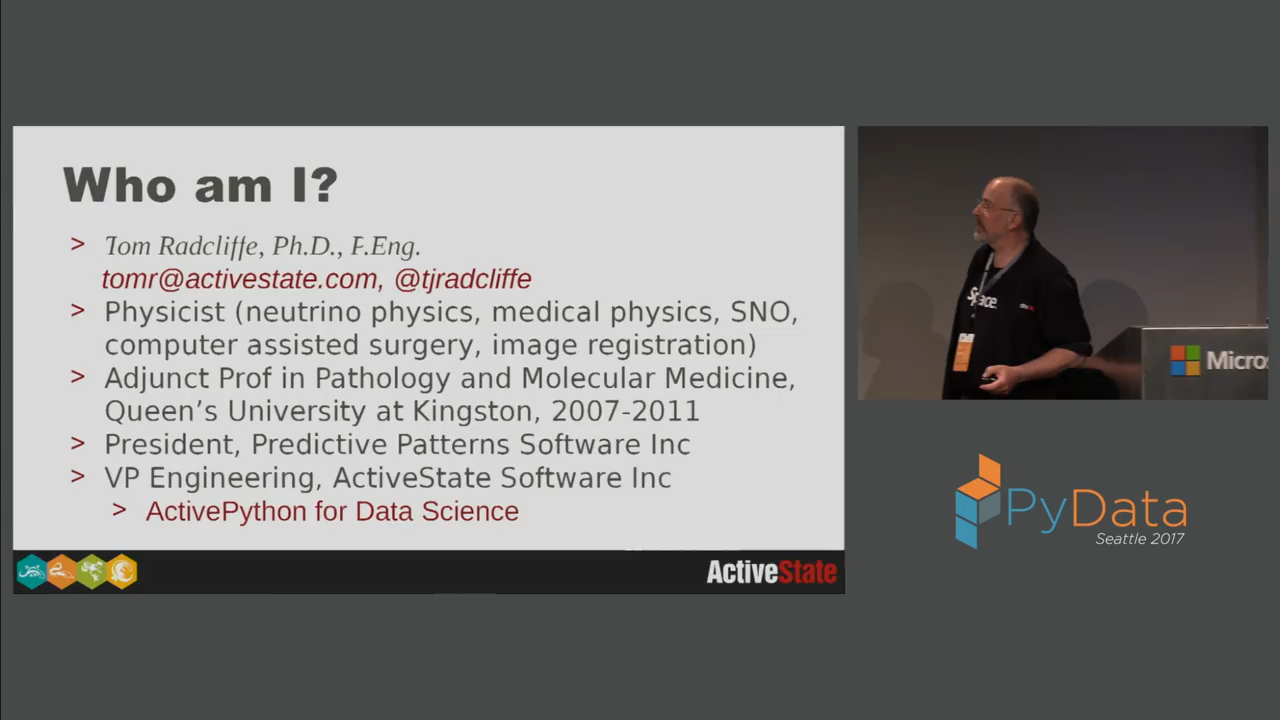 Who am I?
> Tom Radcliffe, Ph.D., P.Eng.
tomr@activestate.com, @tjradcliffe
> Physicist (neutrino physics, medical physics, SNO,
computer assisted surgery, image registration)
> Adjunct Prof in Pathology and Molecular Medicine,
Queen’s University at Kingston, 2007-2011
> President, Predictive Patterns Software Inc
> VP Engineering, ActiveState Software Inc
> ActivePython for Data Science
ActiveState
Space.
Micro
PyData
Seattle 2017